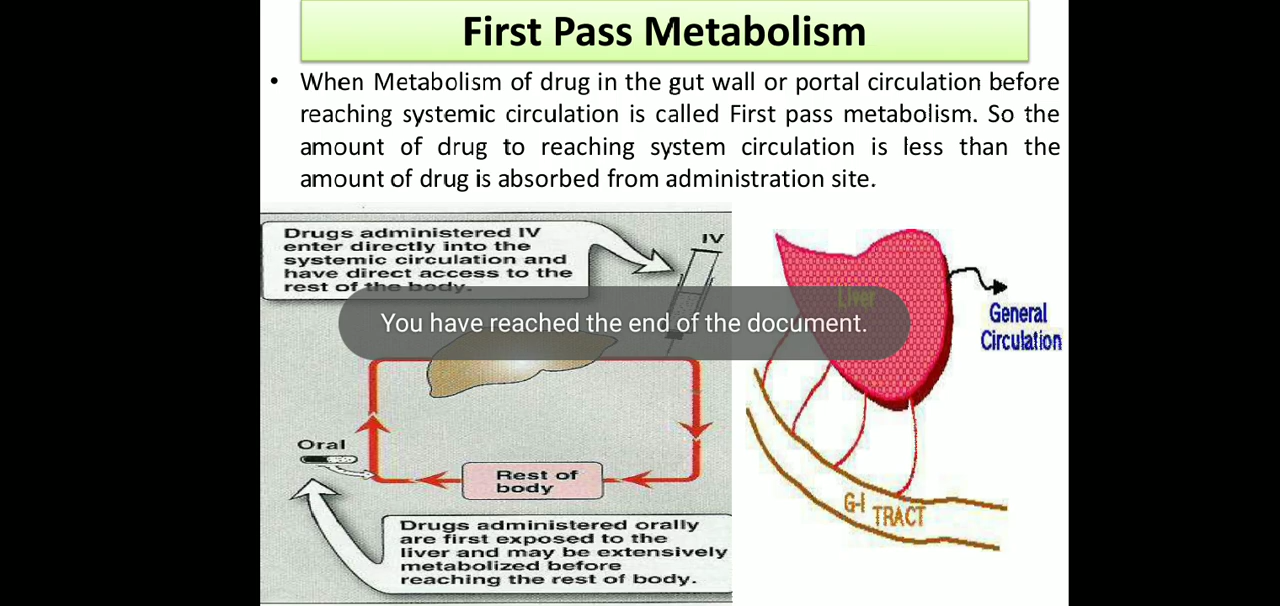 First Pass Metabolism
• When Metabolism of drug in the gut wall or portal circulation before
reaching systemic circulation is called First pass metabolism. So the
amount of drug to reaching system circulation is less than the
amount of drug is absorbed from administration site.
Drugs administered IV
enter directly into the
systemic circulation and
have direct access to the
rest of the body.
IV
Liver
General
Circulation
You have reached the end of the document.
Oral
Rest of
body
G-I TRACT
Drugs administered orally
are first exposed to the
liver and may be extensively
metabolized before
reaching the rest of body.